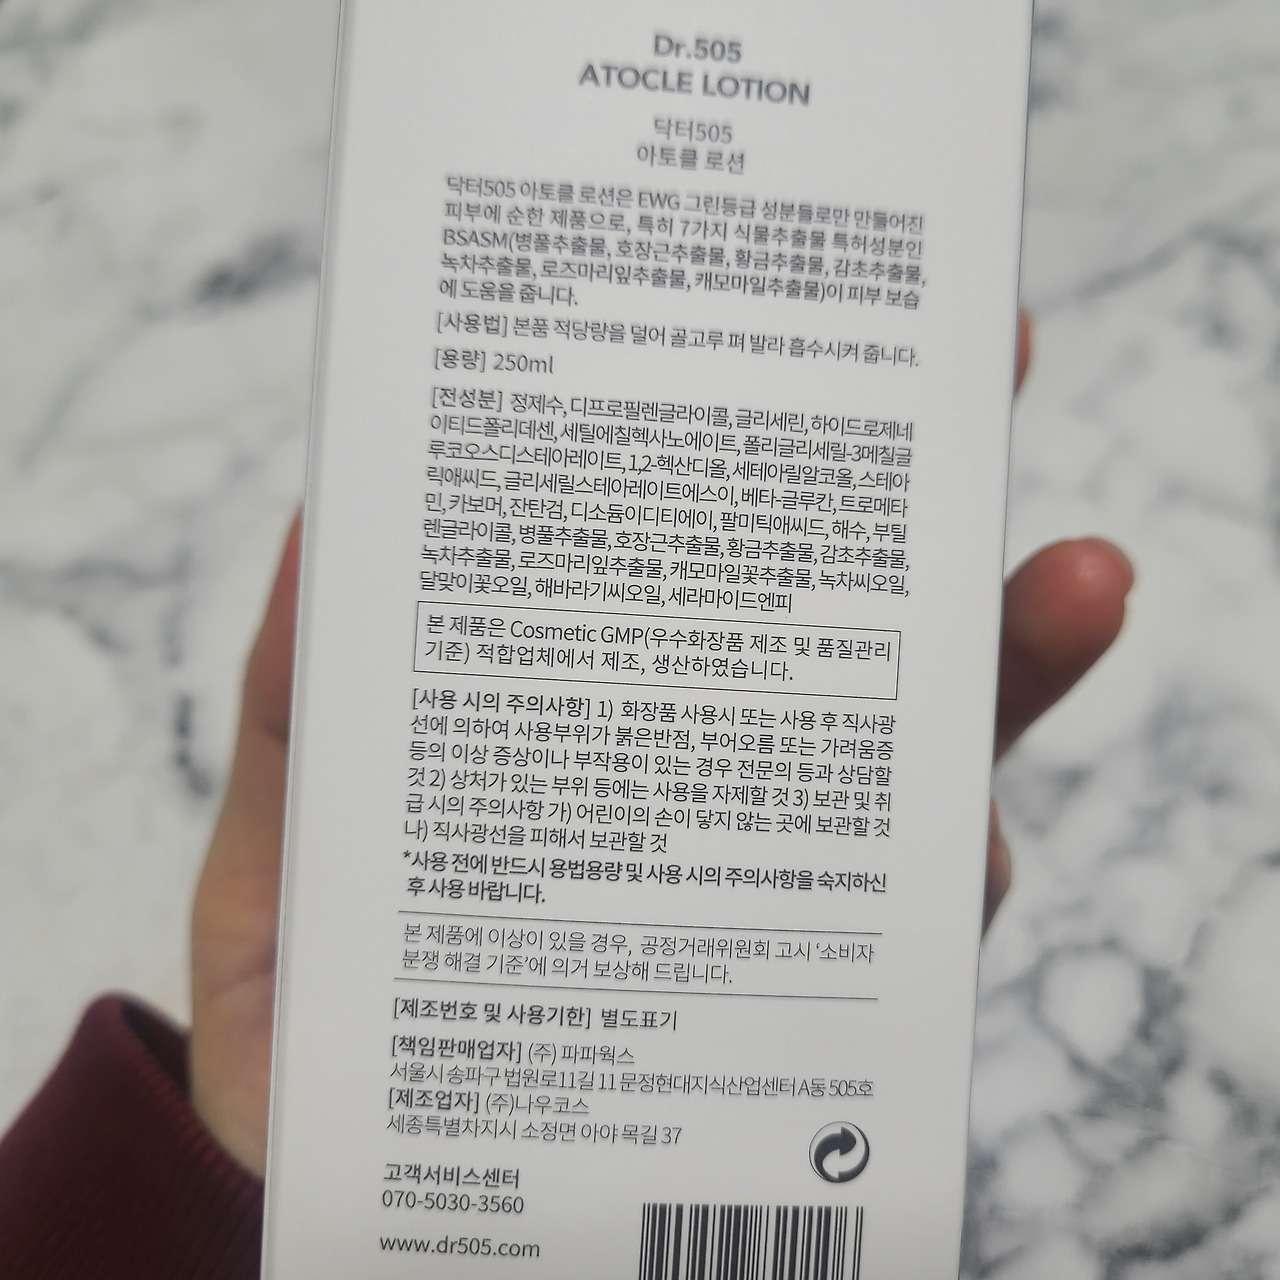 Dr.505
ATOCLE LOTION
닥터505
아토클 로션
닥터505 아토클 로션은 EWG 그린등급 성분들로만 만들어진
피부에 순한 제품으로, 특히 7가지 식물추출물 특허성분인
BSASM(병풀추출물, 호장근추출물, 황금추출물, 감초추출물,
녹차추출물, 로즈마리잎추출물, 캐모마일추출물)이 피부 보습
에 도움을 줍니다.
[사용법] 본품 적당량을 덜어 골고루 펴 발라 흡수시켜 줍니다.
[용량] 250ml
[전성분] 정제수, 디프로필렌글라이콜, 글리세린, 하이드로제네
이티드폴리데센, 세틸에칠헥사노에이트, 폴리글리세릴-3메칠글
루코오스디스테아레이트, 1,2-헥산디올, 세테아릴알코올, 스테아
릭애씨드, 글리세릴스테아레이트에스이, 베타-글루칸, 트로메타
민, 카보머, 잔탄검, 디소듐이디티에이, 팔미틱애씨드, 해수, 부틸
렌글라이콜, 병풀추출물, 호장근추출물, 황금추출물, 감초추출물,
녹차추출물, 로즈마리잎추출물, 캐모마일꽃추출물, 녹차씨오일,
달맞이꽃오일, 해바라기씨오일, 세라마이드엔피
본 제품은 Cosmetic GMP(우수화장품 제조 및 품질관리
기준) 적합업체에서 제조, 생산하였습니다.
[사용 시의 주의사항] 1) 화장품 사용시 또는 사용 후 직사광
선에 의하여 사용부위가 붉은반점, 부어오름 또는 가려움증
등의 이상 증상이나 부작용이 있는 경우 전문의 등과 상담할
것 2) 상처가 있는 부위 등에는 사용을 자제할 것 3) 보관 및 취
급 시의 주의사항 가) 어린이의 손이 닿지 않는 곳에 보관할 것
나) 직사광선을 피해서 보관할 것
*사용 전에 반드시 용법용량 및 사용 시의 주의사항을 숙지하신
후 사용 바랍니다.
본 제품에 이상이 있을 경우, 공정거래위원회 고시 ‘소비자
분쟁 해결 기준’에 의거 보상해 드립니다.
[제조번호 및 사용기한] 별도표기
[책임판매업자] (주) 파파웍스
서울시 송파구 법원로11길 11 문정현대지식산업센터 A동 505호
[제조업자] (주)나우코스
세종특별자치시 소정면 아야 목길 37
고객서비스센터
070-5030-3560
www.dr505.com